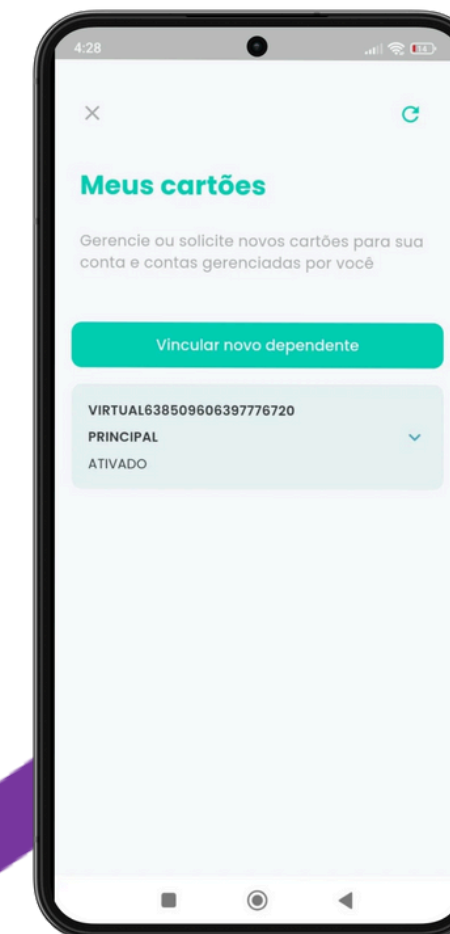 4:28
14
Meus cartões
Gerencie ou solicite novos cartões para sua
conta e contas gerenciadas por você
Vincular novo dependente
VIRTUAL638509606397776720
PRINCIPAL
ATIVADO